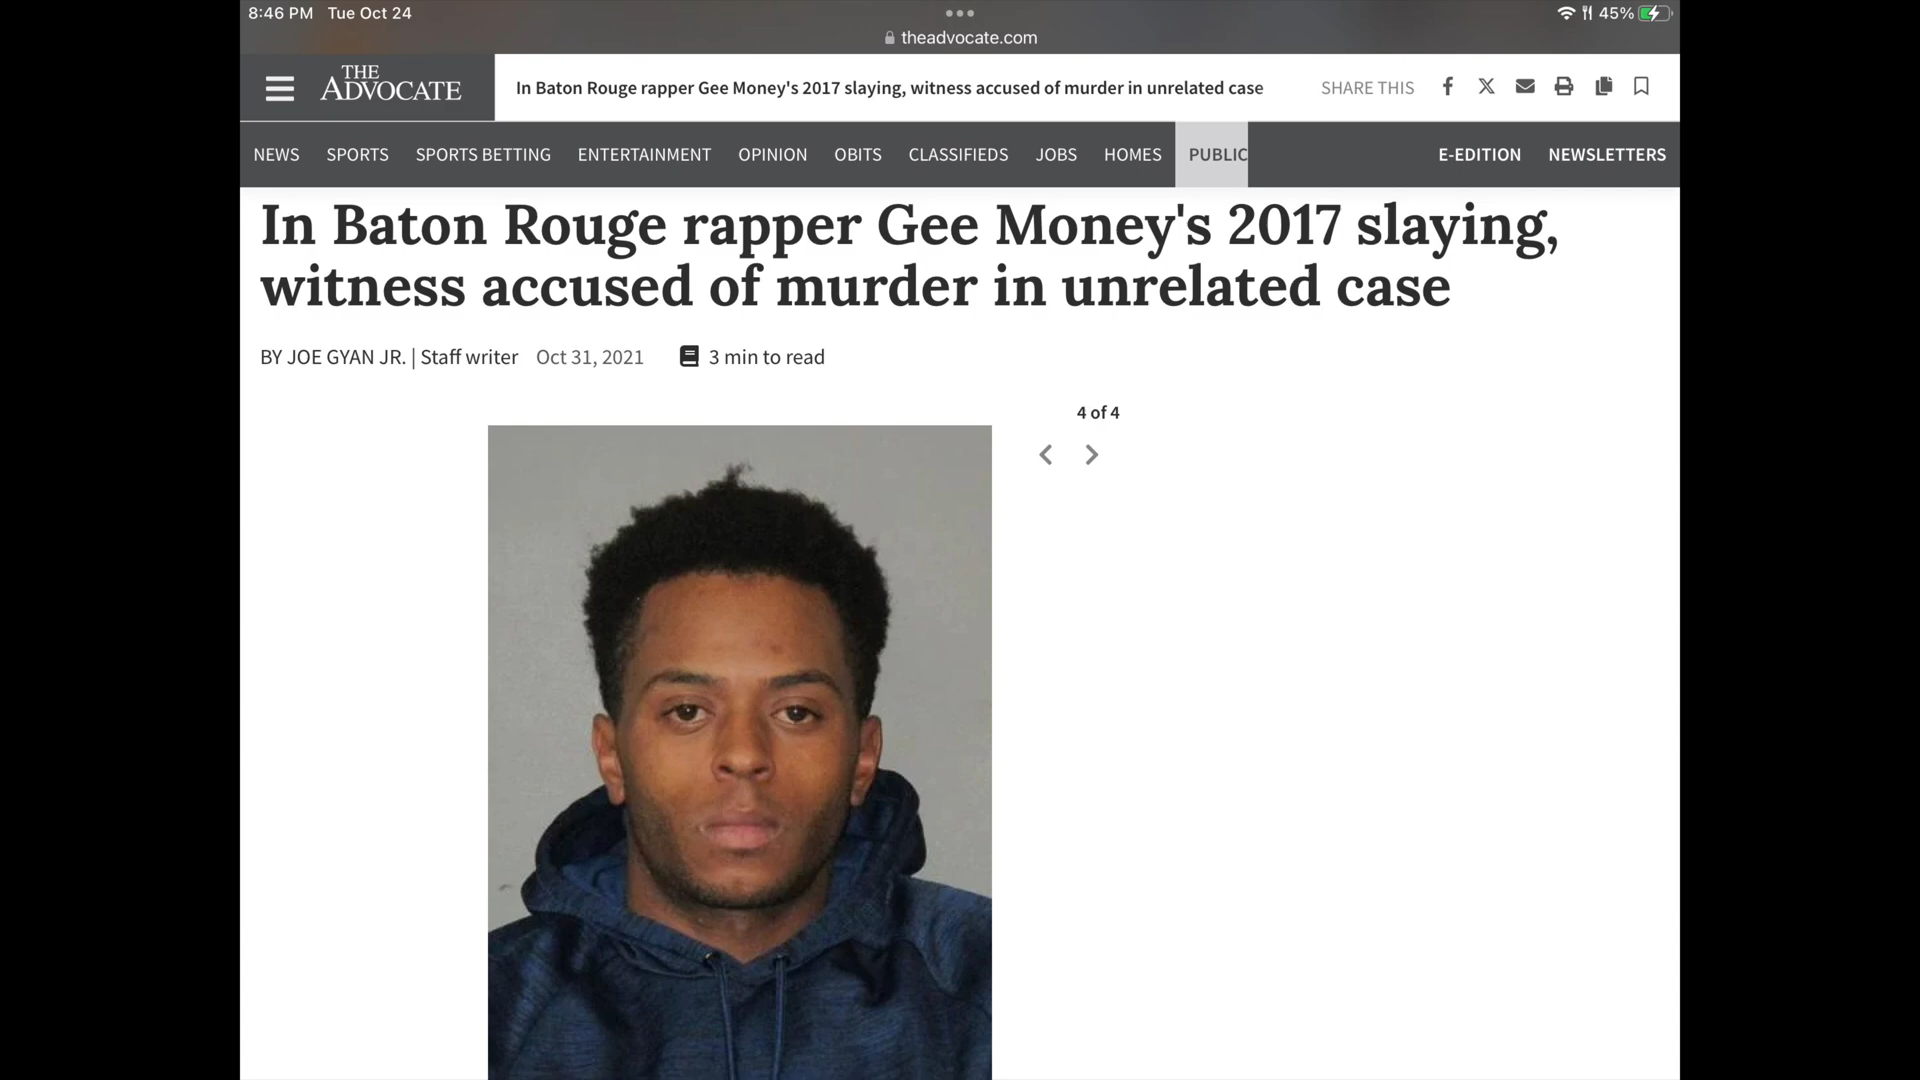 8:46 PM Tue Oct 24
45%
theadvocate.com
THE
ADVOCATE
In Baton Rouge rapper Gee Money's 2017 slaying, witness accused of murder in unrelated case
SHARE THIS
NEWS SPORTS SPORTS BETTING ENTERTAINMENT OPINION OBITS CLASSIFIEDS JOBS HOMES PUBLIC E-EDITION NEWSLETTERS
In Baton Rouge rapper Gee Money's 2017 slaying,
witness accused of murder in unrelated case
BY JOE GYAN JR. | Staff writer Oct 31, 2021 3 min to read
4 of 4